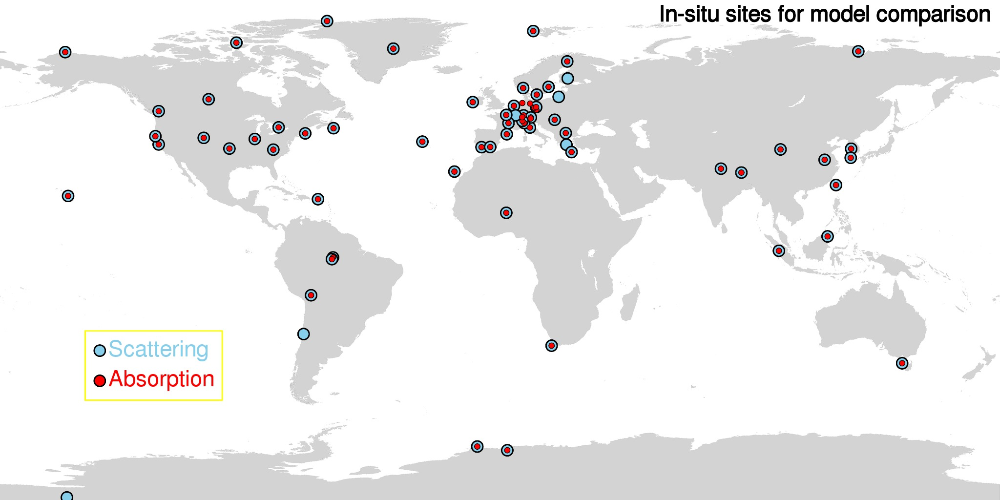 In-situ sites for model comparison
Scattering
Absorption